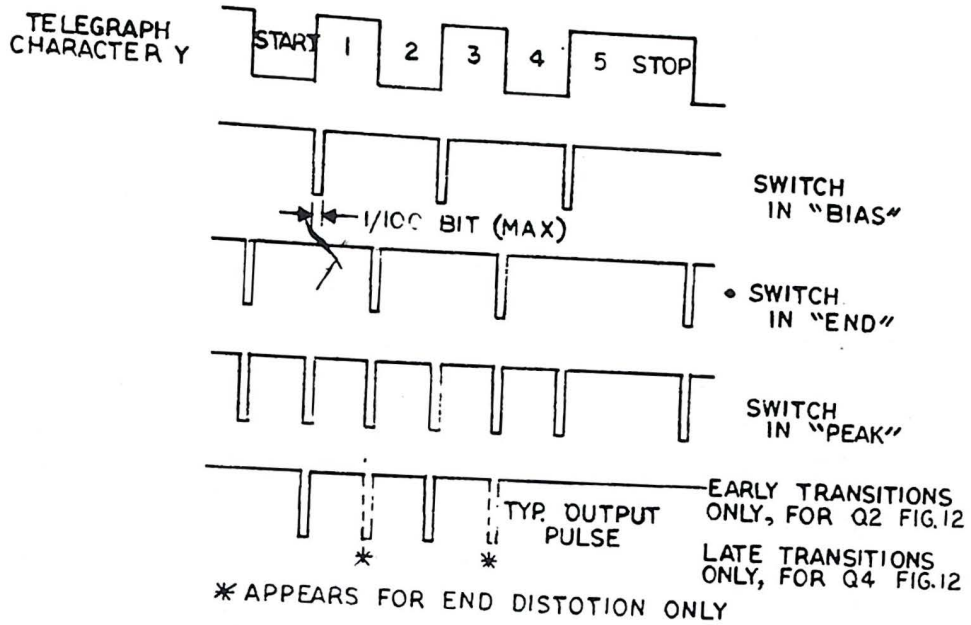 TELEGRAPH
CHARACTER Y
START 1 2 3 4 5 STOP
SWITCH
IN "BIAS"
1/100 BIT (MAX)
SWITCH
IN "END"
SWITCH
IN "PEAK"
TYP. OUTPUT
PULSE
EARLY TRANSITIONS
ONLY, FOR Q2 FIG.12
LATE TRANSITIONS
ONLY, FOR Q4 FIG.12
* *
* APPEARS FOR END DISTOTION ONLY